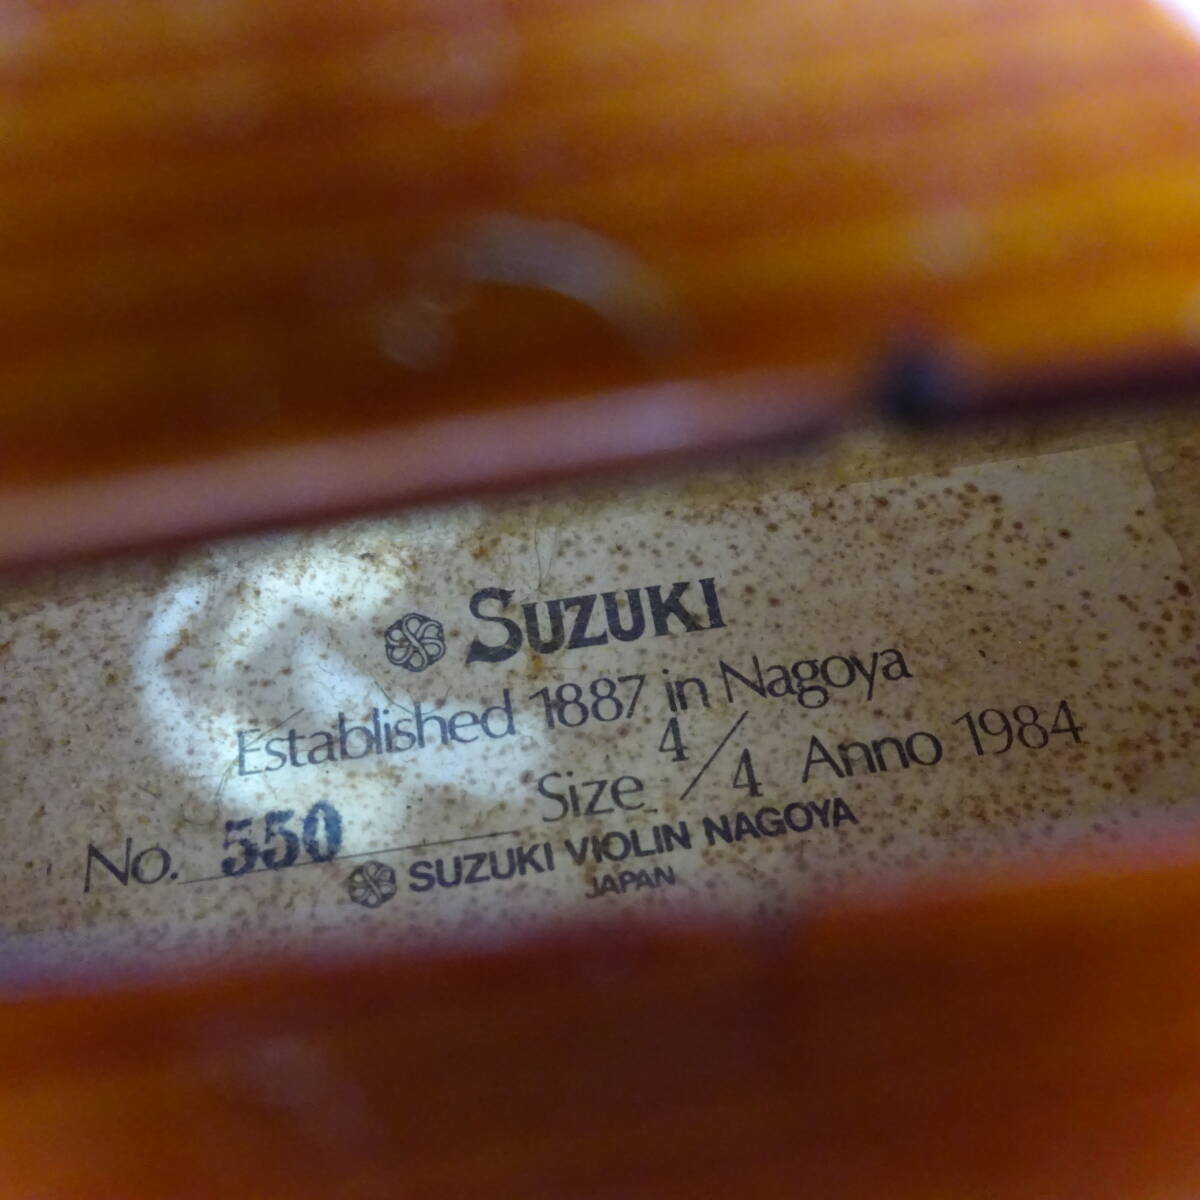 SUZUKI
Established 1887 in Nagoya
No. 550 Size 4/4 Anno 1984
SUZUKI VIOLIN NAGOYA
JAPAN